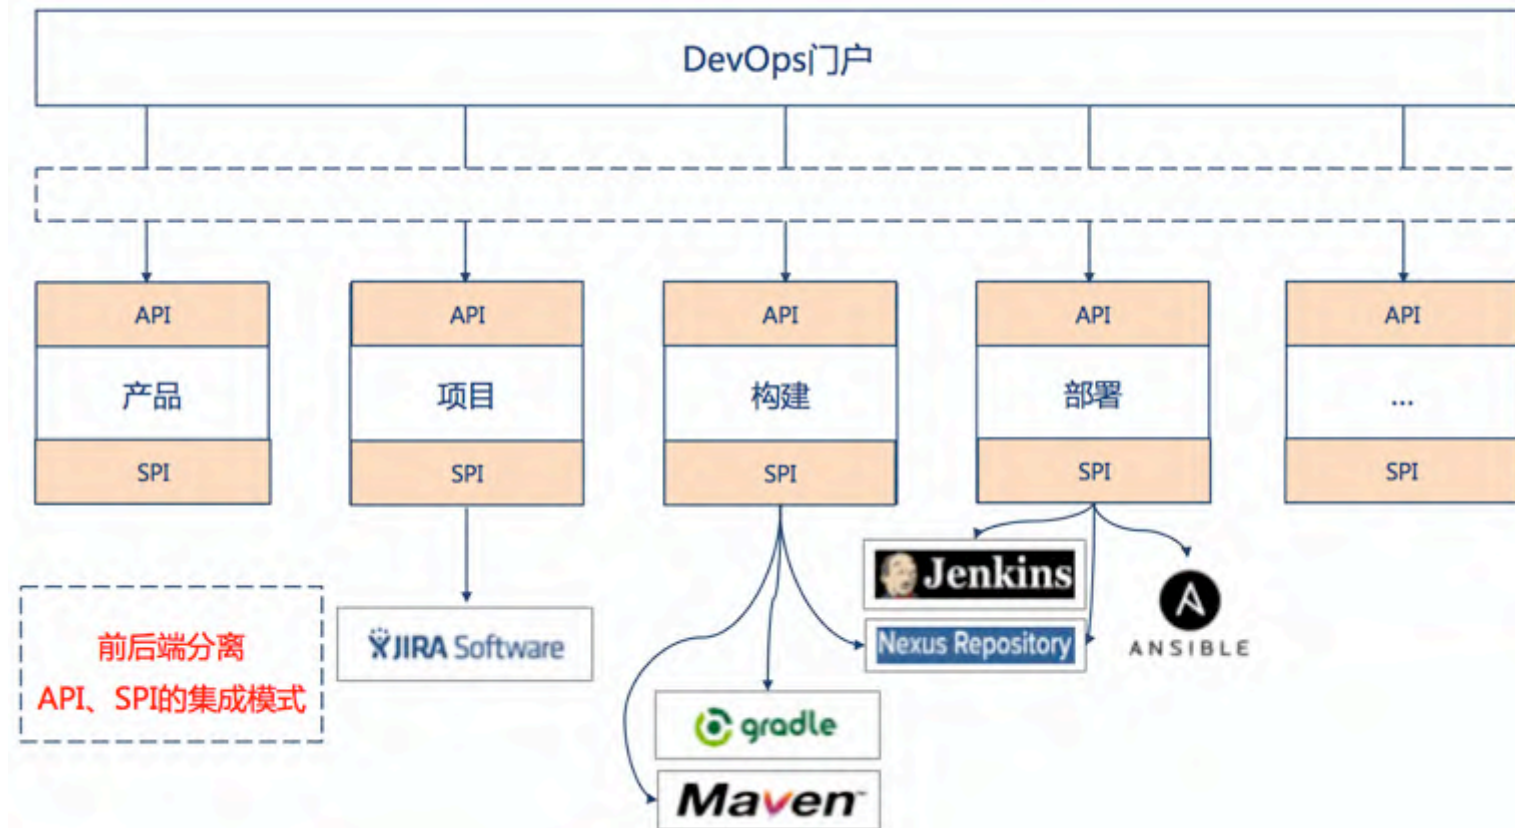 DevOps门户
API
API
API
API
API
产品
项目
构建
部署
...
SPI
SPI
SPI
SPI
SPI
Jenkins
前后端分离
API、SPI的集成模式
JIRA Software
Nexus Repository
ANSIBLE
gradle
Maven™